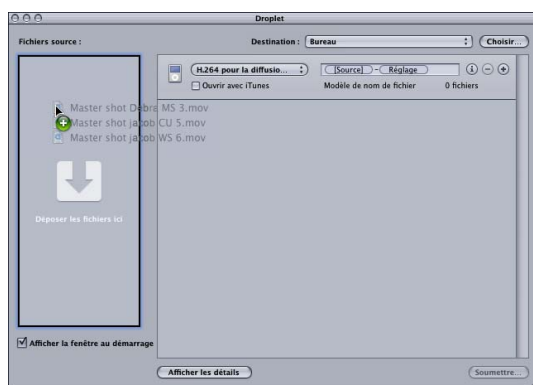 Droplet
Fichiers source :
Destination : Bureau
Choisir...
H.264 pour la diffusio...
[Source] - Réglage
Ouvrir avec iTunes
Modèle de nom de fichier
0 fichiers
Master shot Debra MS 3.mov
Master shot jacob CU 5.mov
Master shot jacob WS 6.mov
Déposer les fichiers ici
Afficher la fenêtre au démarrage
Afficher les détails
Soumettre...